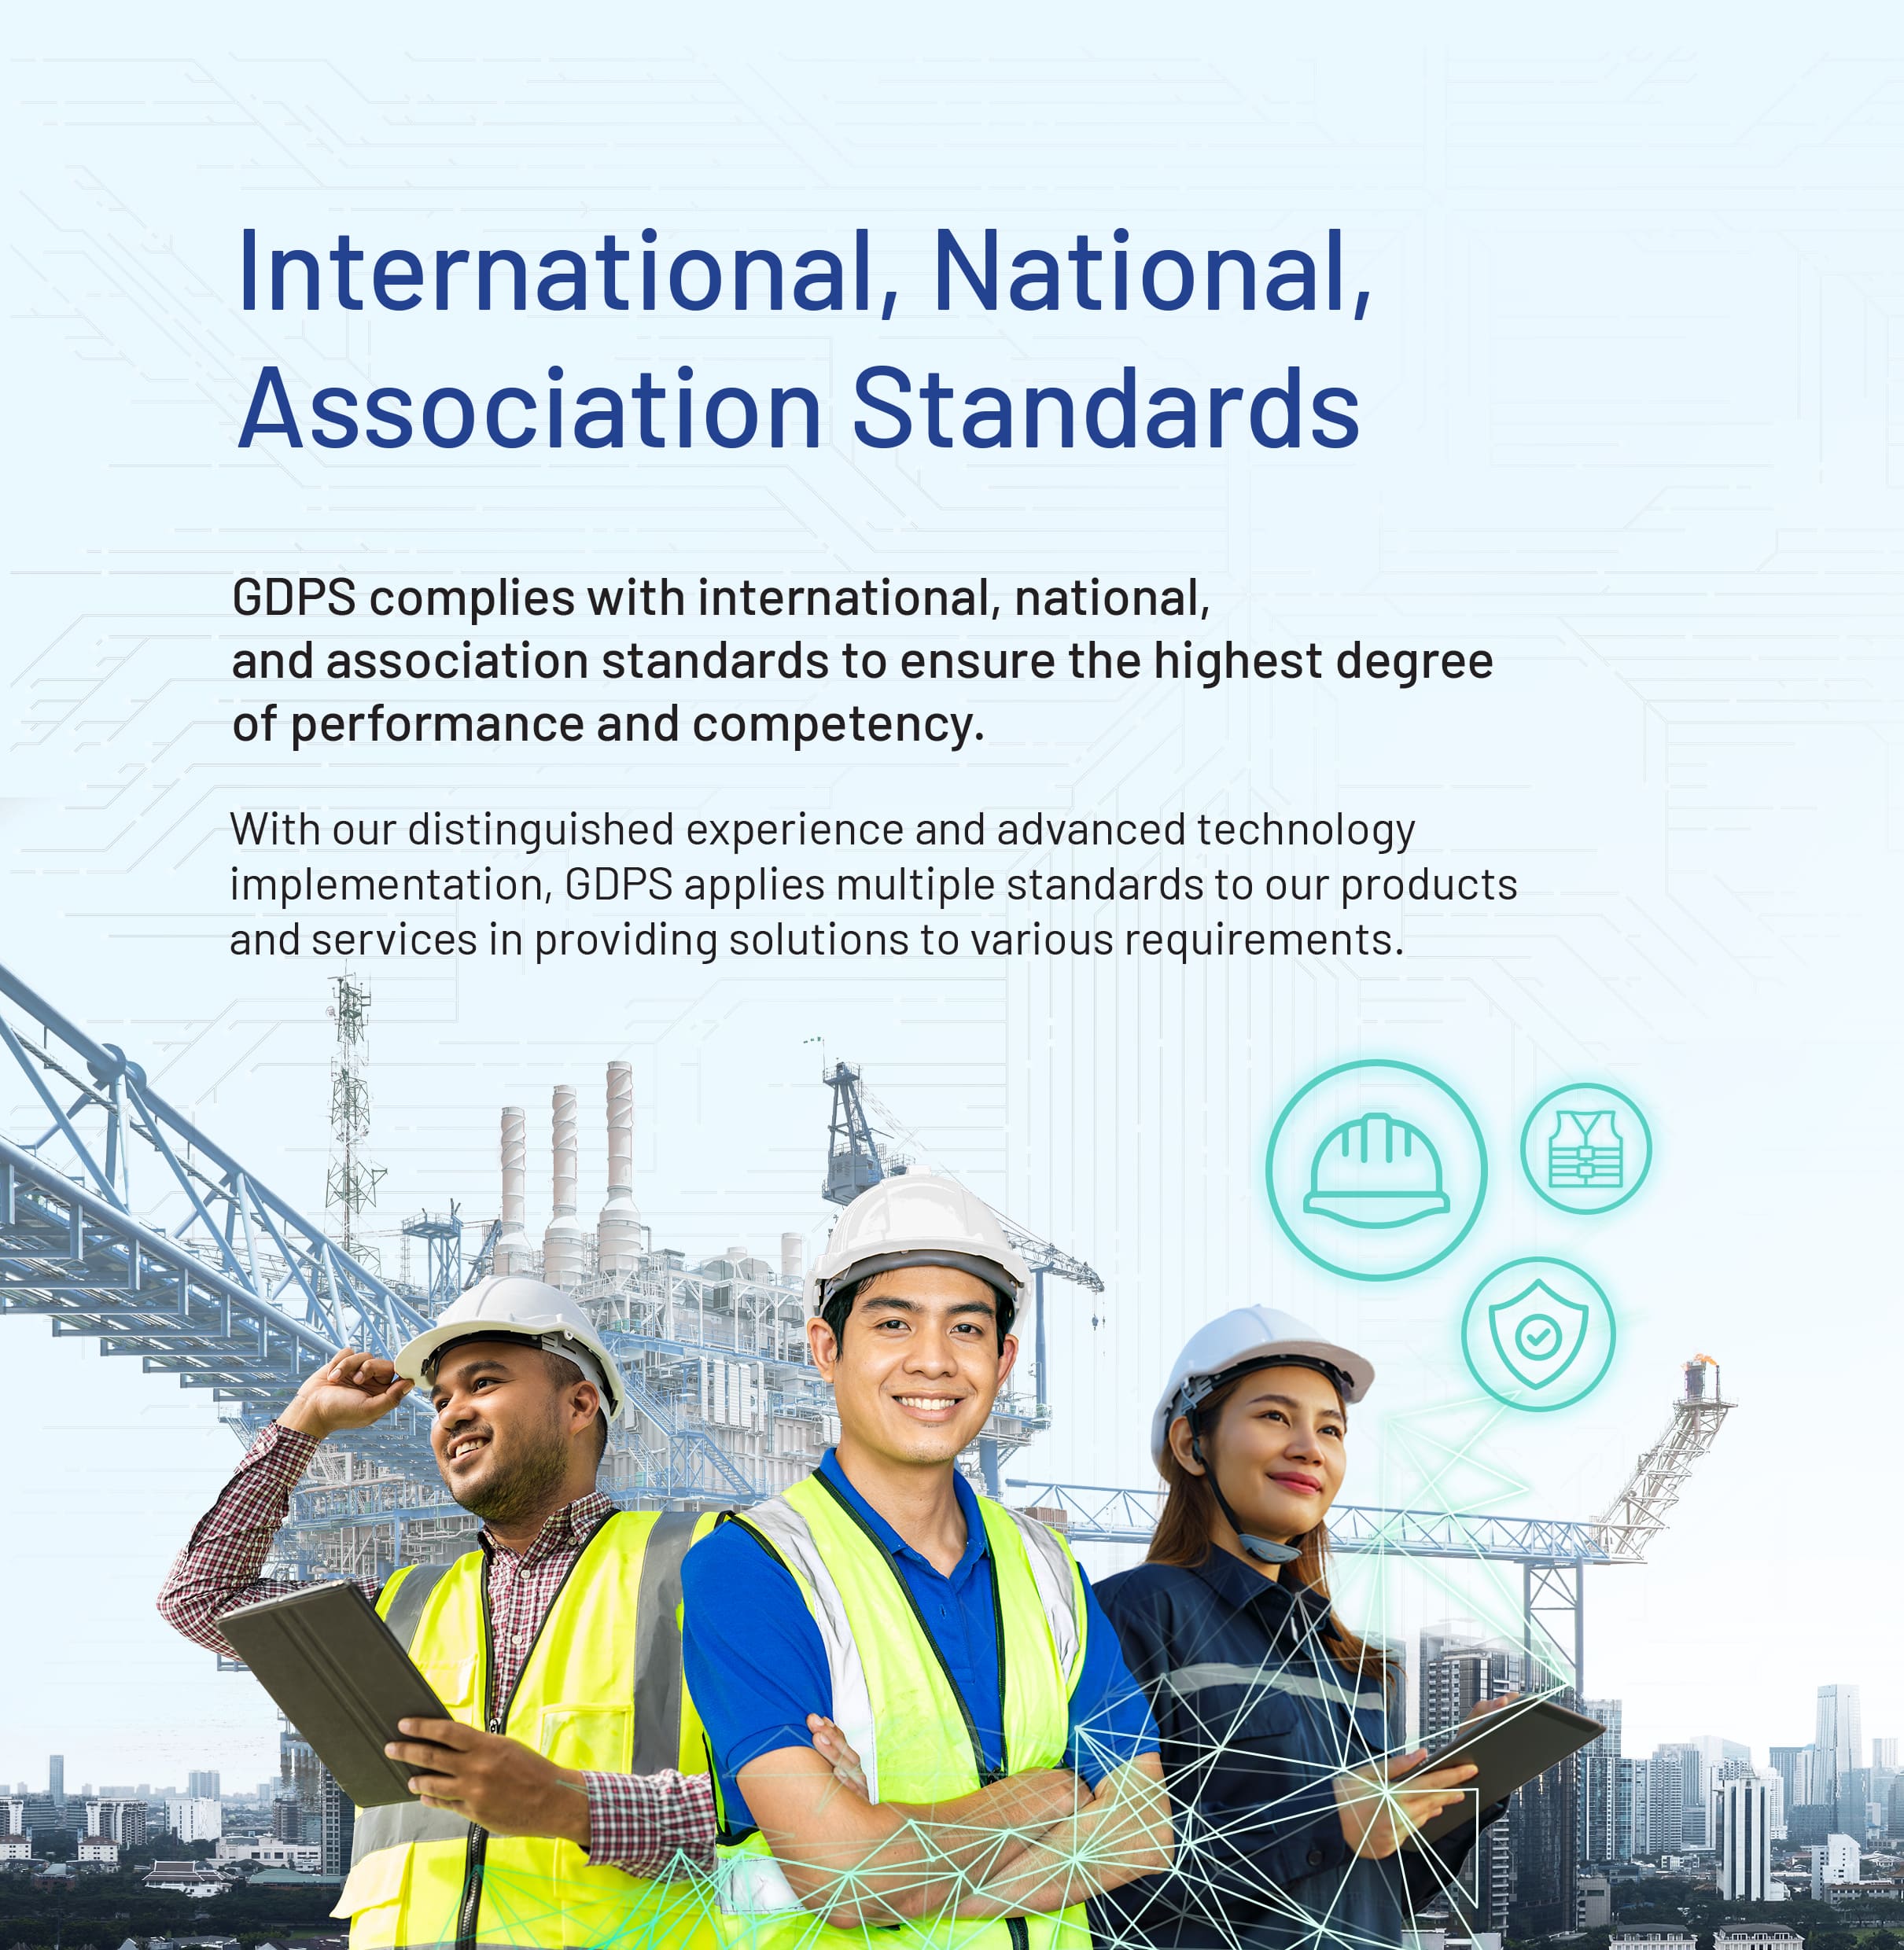 International, National,
Association Standards
GDPS complies with international, national,
and association standards to ensure the highest degree
of performance and competency.
With our distinguished experience and advanced technology
implementation, GDPS applies multiple standards to our products
and services in providing solutions to various requirements.